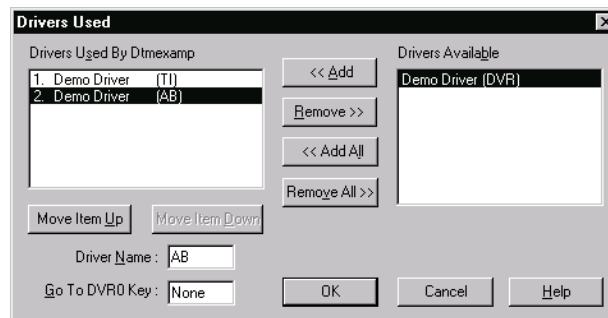 Drivers Used
Drivers Used By Dtmexamp
1. Demo Driver (TI)
2. Demo Driver (AB)
<< Add
Remove >>
<< Add All
Remove All >>
Drivers Available
Demo Driver (DVR)
Move Item Up
Move Item Down
Driver Name : AB
Go To DVR0 Key : None
OK
Cancel
Help